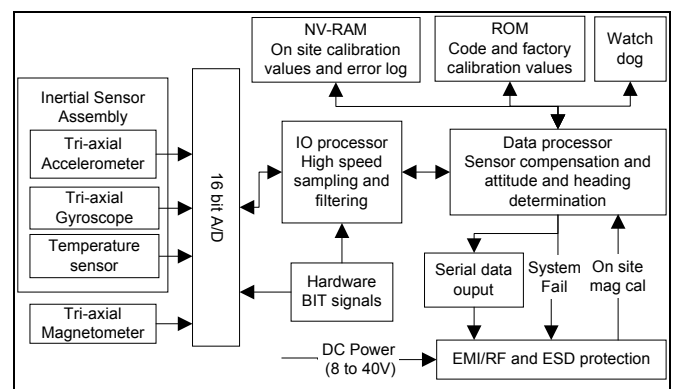 NV-RAM
On site calibration
values and error log
ROM
Code and factory
calibration values
Watch
dog
Inertial Sensor
Assembly
Tri-axial
Accelerometer
Tri-axial
Gyroscope
Temperature
sensor
Tri-axial
Magnetometer
16 bit A/D
IO processor
High speed
sampling and
filtering
Hardware
BIT signals
Data processor
Sensor compensation and
attitude and heading
determination
Serial data
ouput
System
Fail
On site
mag cal
DC Power
(8 to 40V)
EMI/RF and ESD protection